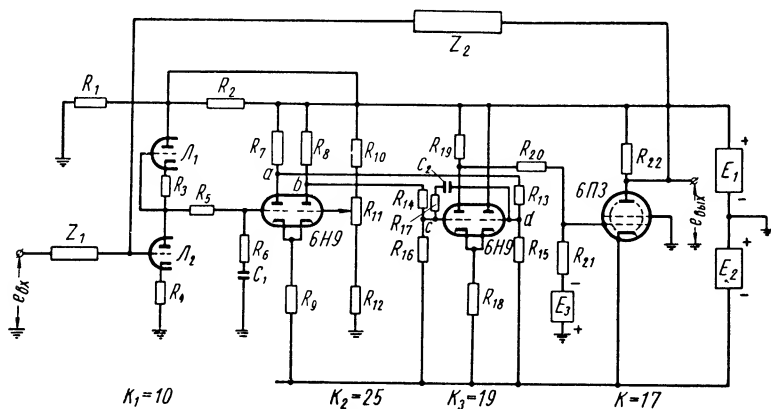 Z₂
R₁
R₂
Л₁
R₃
R₇
R₈
R₁₀
a
b
R₅
R₁₁
6Н9
Z₁
Л₂
R₄
R₆
C₁
R₉
R₁₂
eвх
R₁₉
C₂
R₂₀
R₁₄
R₁₇
c
R₁₃
d
6Н9
R₁₆
R₁₅
R₁₈
R₂₂
6П3
eвых
R₂₁
E₁
E₂
E₃
+
−
+
−
−
+
K₁=10
K₂=25
K₃=19
K=17